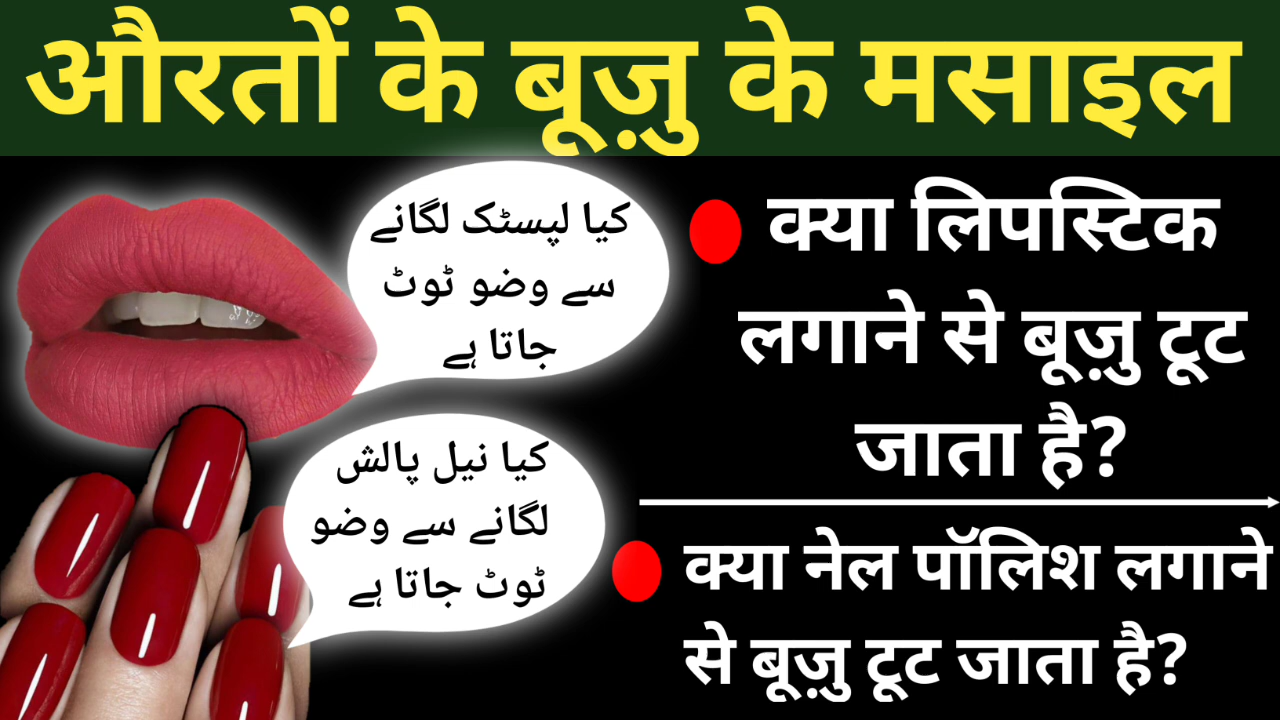 औरतों के बूज़ु के मसाइल
کیا لپسٹک لگانے
سے وضو ٹوٹ
جاتا ہے
क्या लिपस्टिक
लगाने से बूज़ु टूट
जाता है?
کیا نیل پالش
لگانے سے وضو
ٹوٹ جاتا ہے
क्या नेल पॉलिश लगाने
से बूज़ु टूट जाता है?